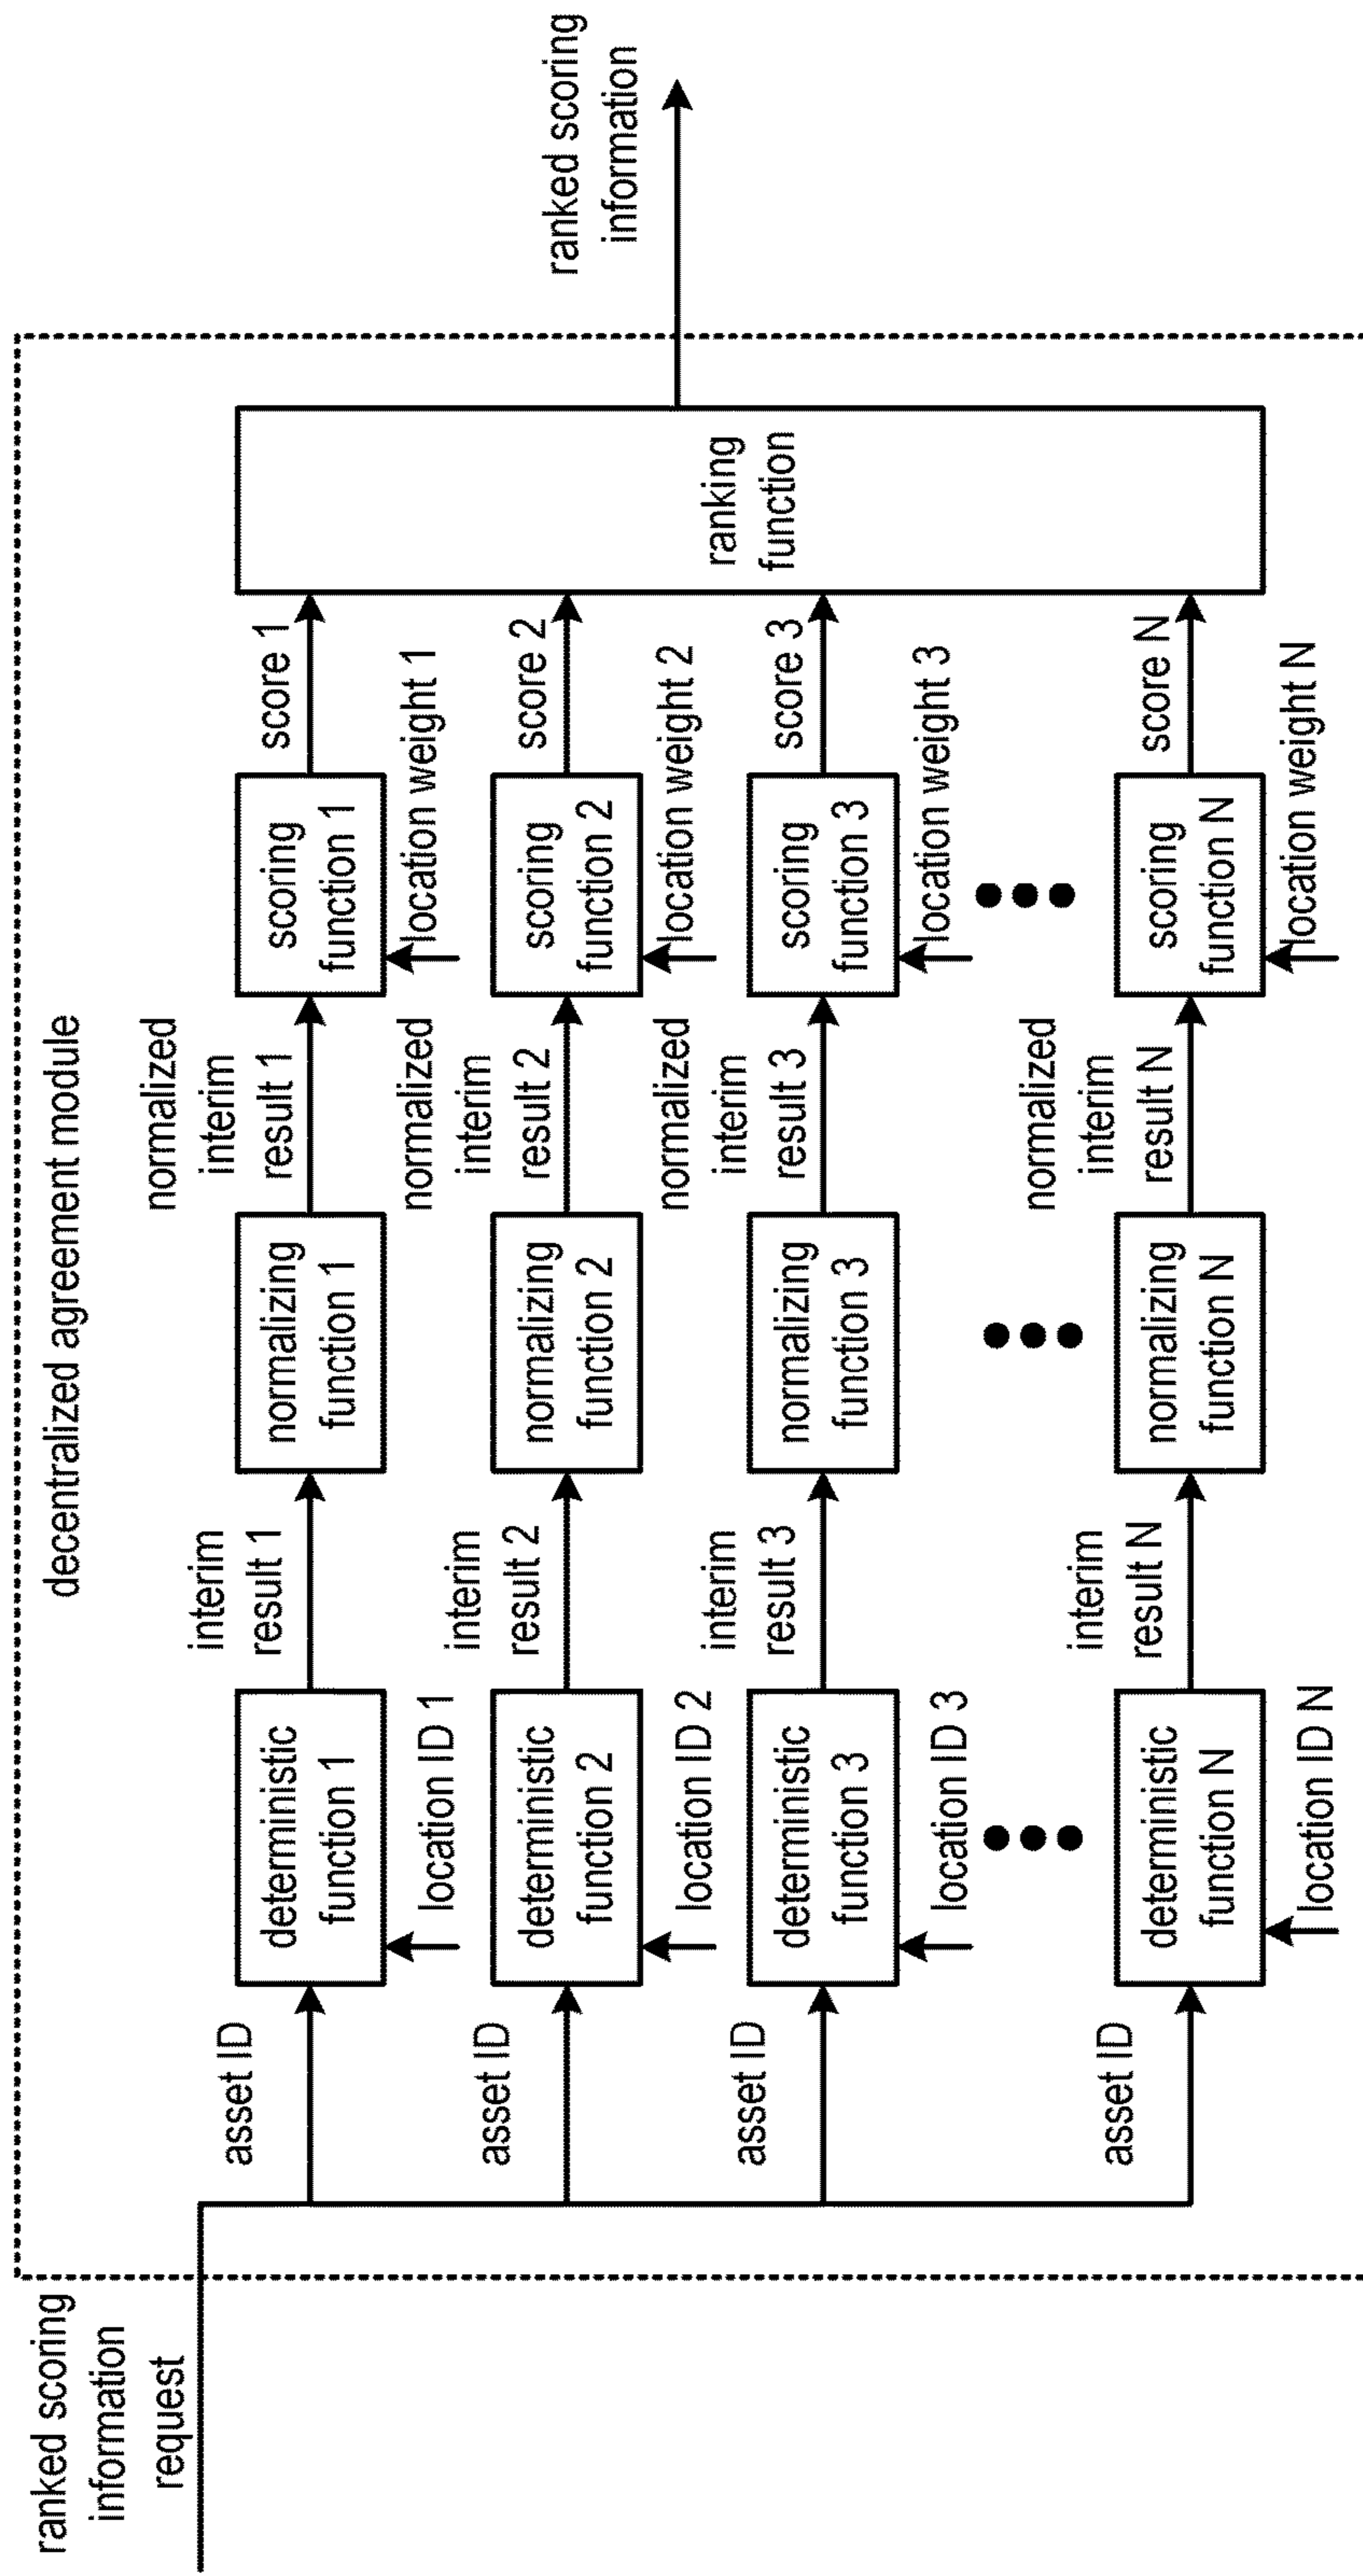 decentralized agreement module
ranked scoring
information
request
asset ID
deterministic
function 1
location ID 1
interim
result 1
normalizing
function 1
normalized
interim
result 1
scoring
function 1
location weight 1
score 1
asset ID
deterministic
function 2
location ID 2
interim
result 2
normalizing
function 2
normalized
interim
result 2
scoring
function 2
location weight 2
score 2
asset ID
deterministic
function 3
location ID 3
interim
result 3
normalizing
function 3
normalized
interim
result 3
scoring
function 3
location weight 3
score 3
asset ID
deterministic
function N
location ID N
interim
result N
normalizing
function N
normalized
interim
result N
scoring
function N
location weight N
score N
ranking
function
ranked scoring
information